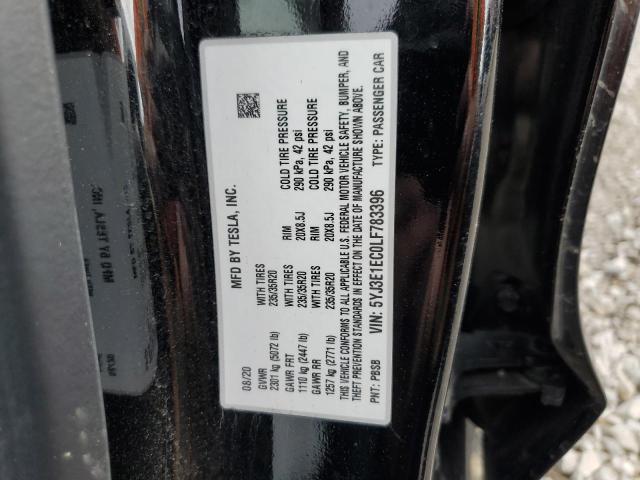 MFD BY TESLA, INC.
08/20
GVWR
2301 kg (5072 lb)
GAWR FRT WITH TIRES RIM COLD TIRE PRESSURE
1110 kg (2447 lb) 235/35R20 20X8.5J 290 kPa, 42 psi
GAWR RR WITH TIRES RIM COLD TIRE PRESSURE
1257 kg (2771 lb) 235/35R20 20X8.5J 290 kPa, 42 psi
THIS VEHICLE CONFORMS TO ALL APPLICABLE U.S. FEDERAL MOTOR VEHICLE SAFETY, BUMPER, AND
THEFT PREVENTION STANDARDS IN EFFECT ON THE DATE OF MANUFACTURE SHOWN ABOVE.
VIN: 5YJ3E1EC0LF783396 TYPE: PASSENGER CAR
PNT: PBSB